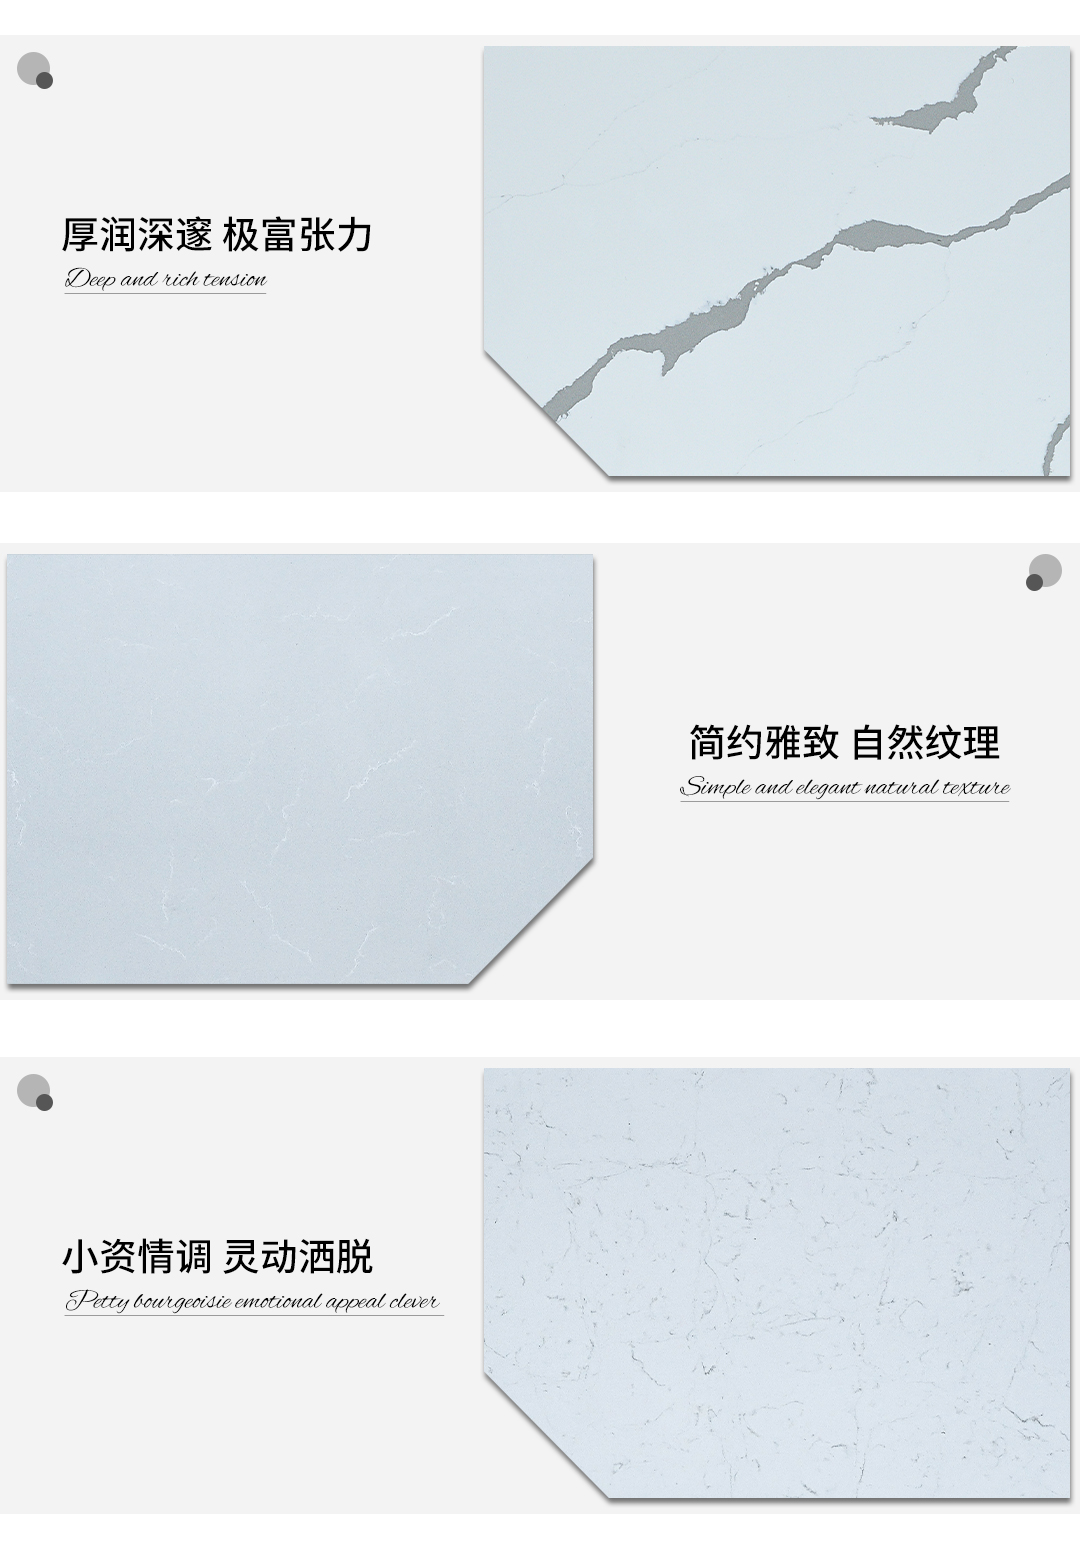 厚润深邃 极富张力
Deep and rich tension
简约雅致 自然纹理
Simple and elegant natural texture
小资情调 灵动洒脱
Petty bourgeoisie emotional appeal clever